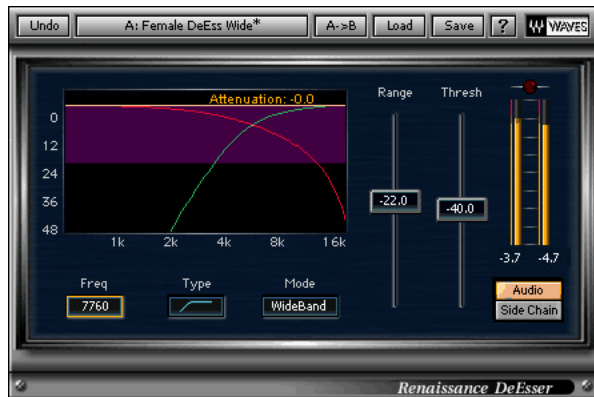 Undo A: Female DeEss Wide* A->B Load Save ? WAVES
Attenuation: -0.0
Range Thresh
0
12
24
36
48
1k 2k 4k 8k 16k
-22.0 -40.0
-3.7 -4.7
Freq Type Mode
7760 WideBand
Audio
Side Chain
Renaissance DeEsser